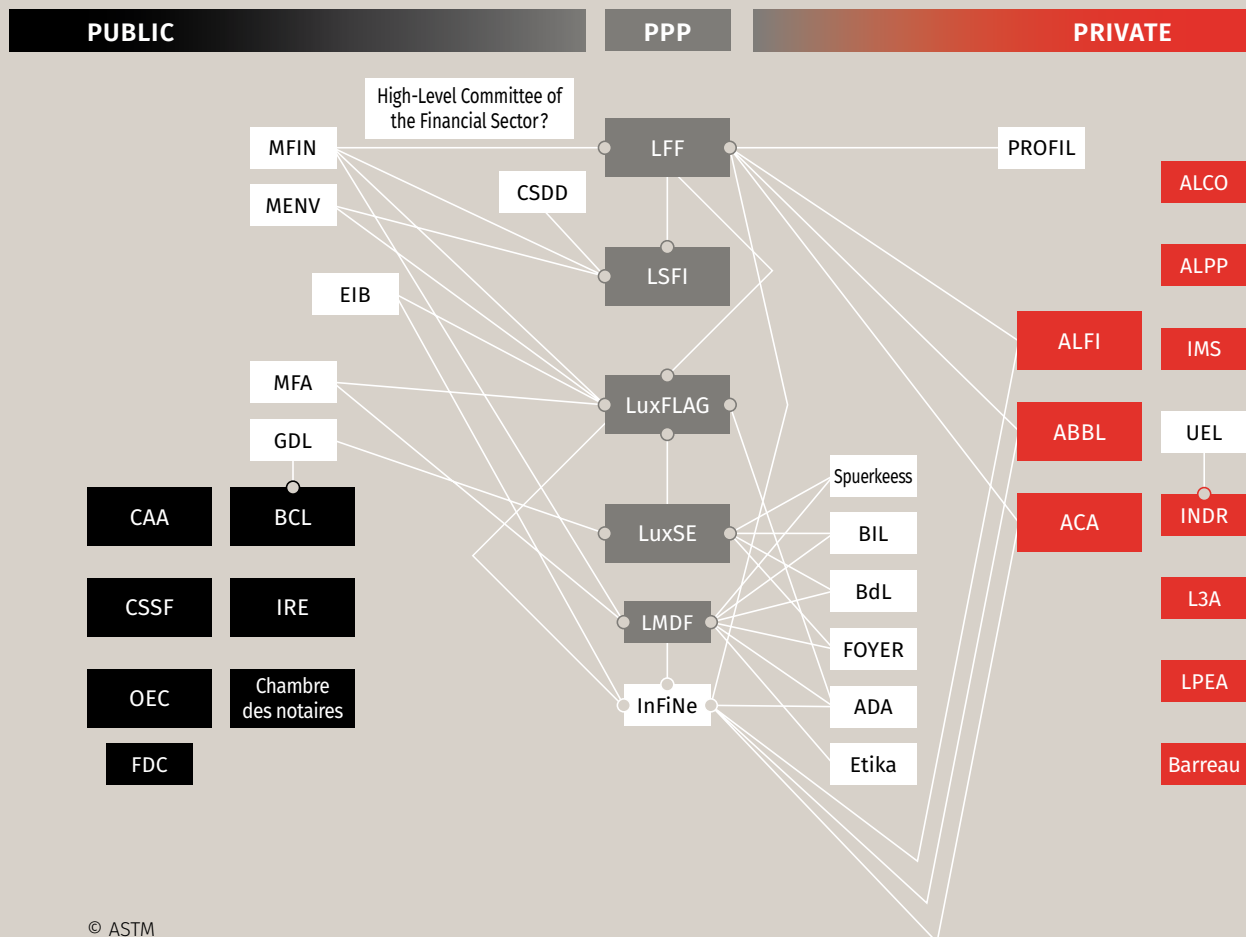 PUBLIC
PPP
PRIVATE
High-Level Committee of
the Financial Sector?
MFIN
LFF
PROFIL
ALCO
CSDD
MENV
ALPP
LSFI
EIB
ALFI
IMS
MFA
LuxFLAG
ABBL
UEL
GDL
Spuerkeess
CAA
BCL
LuxSE
BIL
ACA
INDR
BdL
CSSF
IRE
LMDF
L3A
FOYER
OEC
Chambre
des notaires
InFiNe
ADA
LPEA
FDC
Etika
Barreau
© ASTM